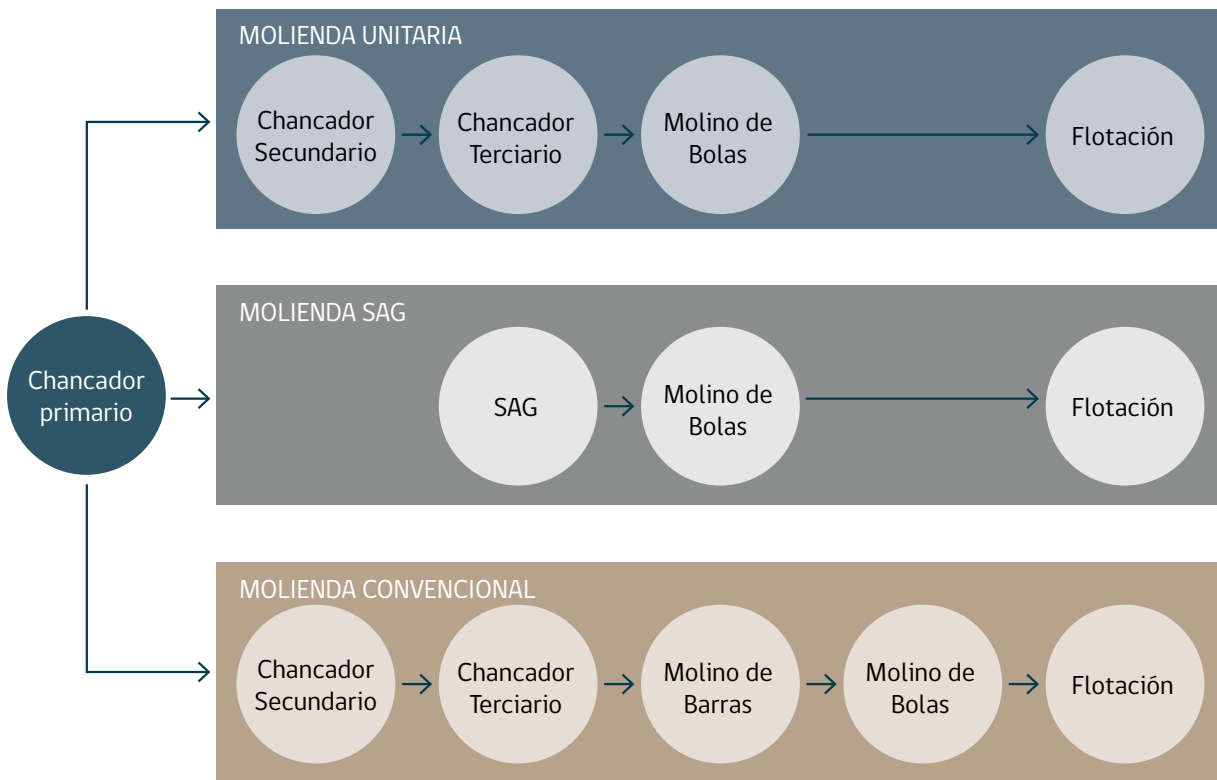 MOLIENDA UNITARIA
Chancador
Secundario
Chancador
Terciario
Molino de
Bolas
Flotación
Chancador
primario
MOLIENDA SAG
SAG
Molino de
Bolas
Flotación
MOLIENDA CONVENCIONAL
Chancador
Secundario
Chancador
Terciario
Molino de
Barras
Molino de
Bolas
Flotación